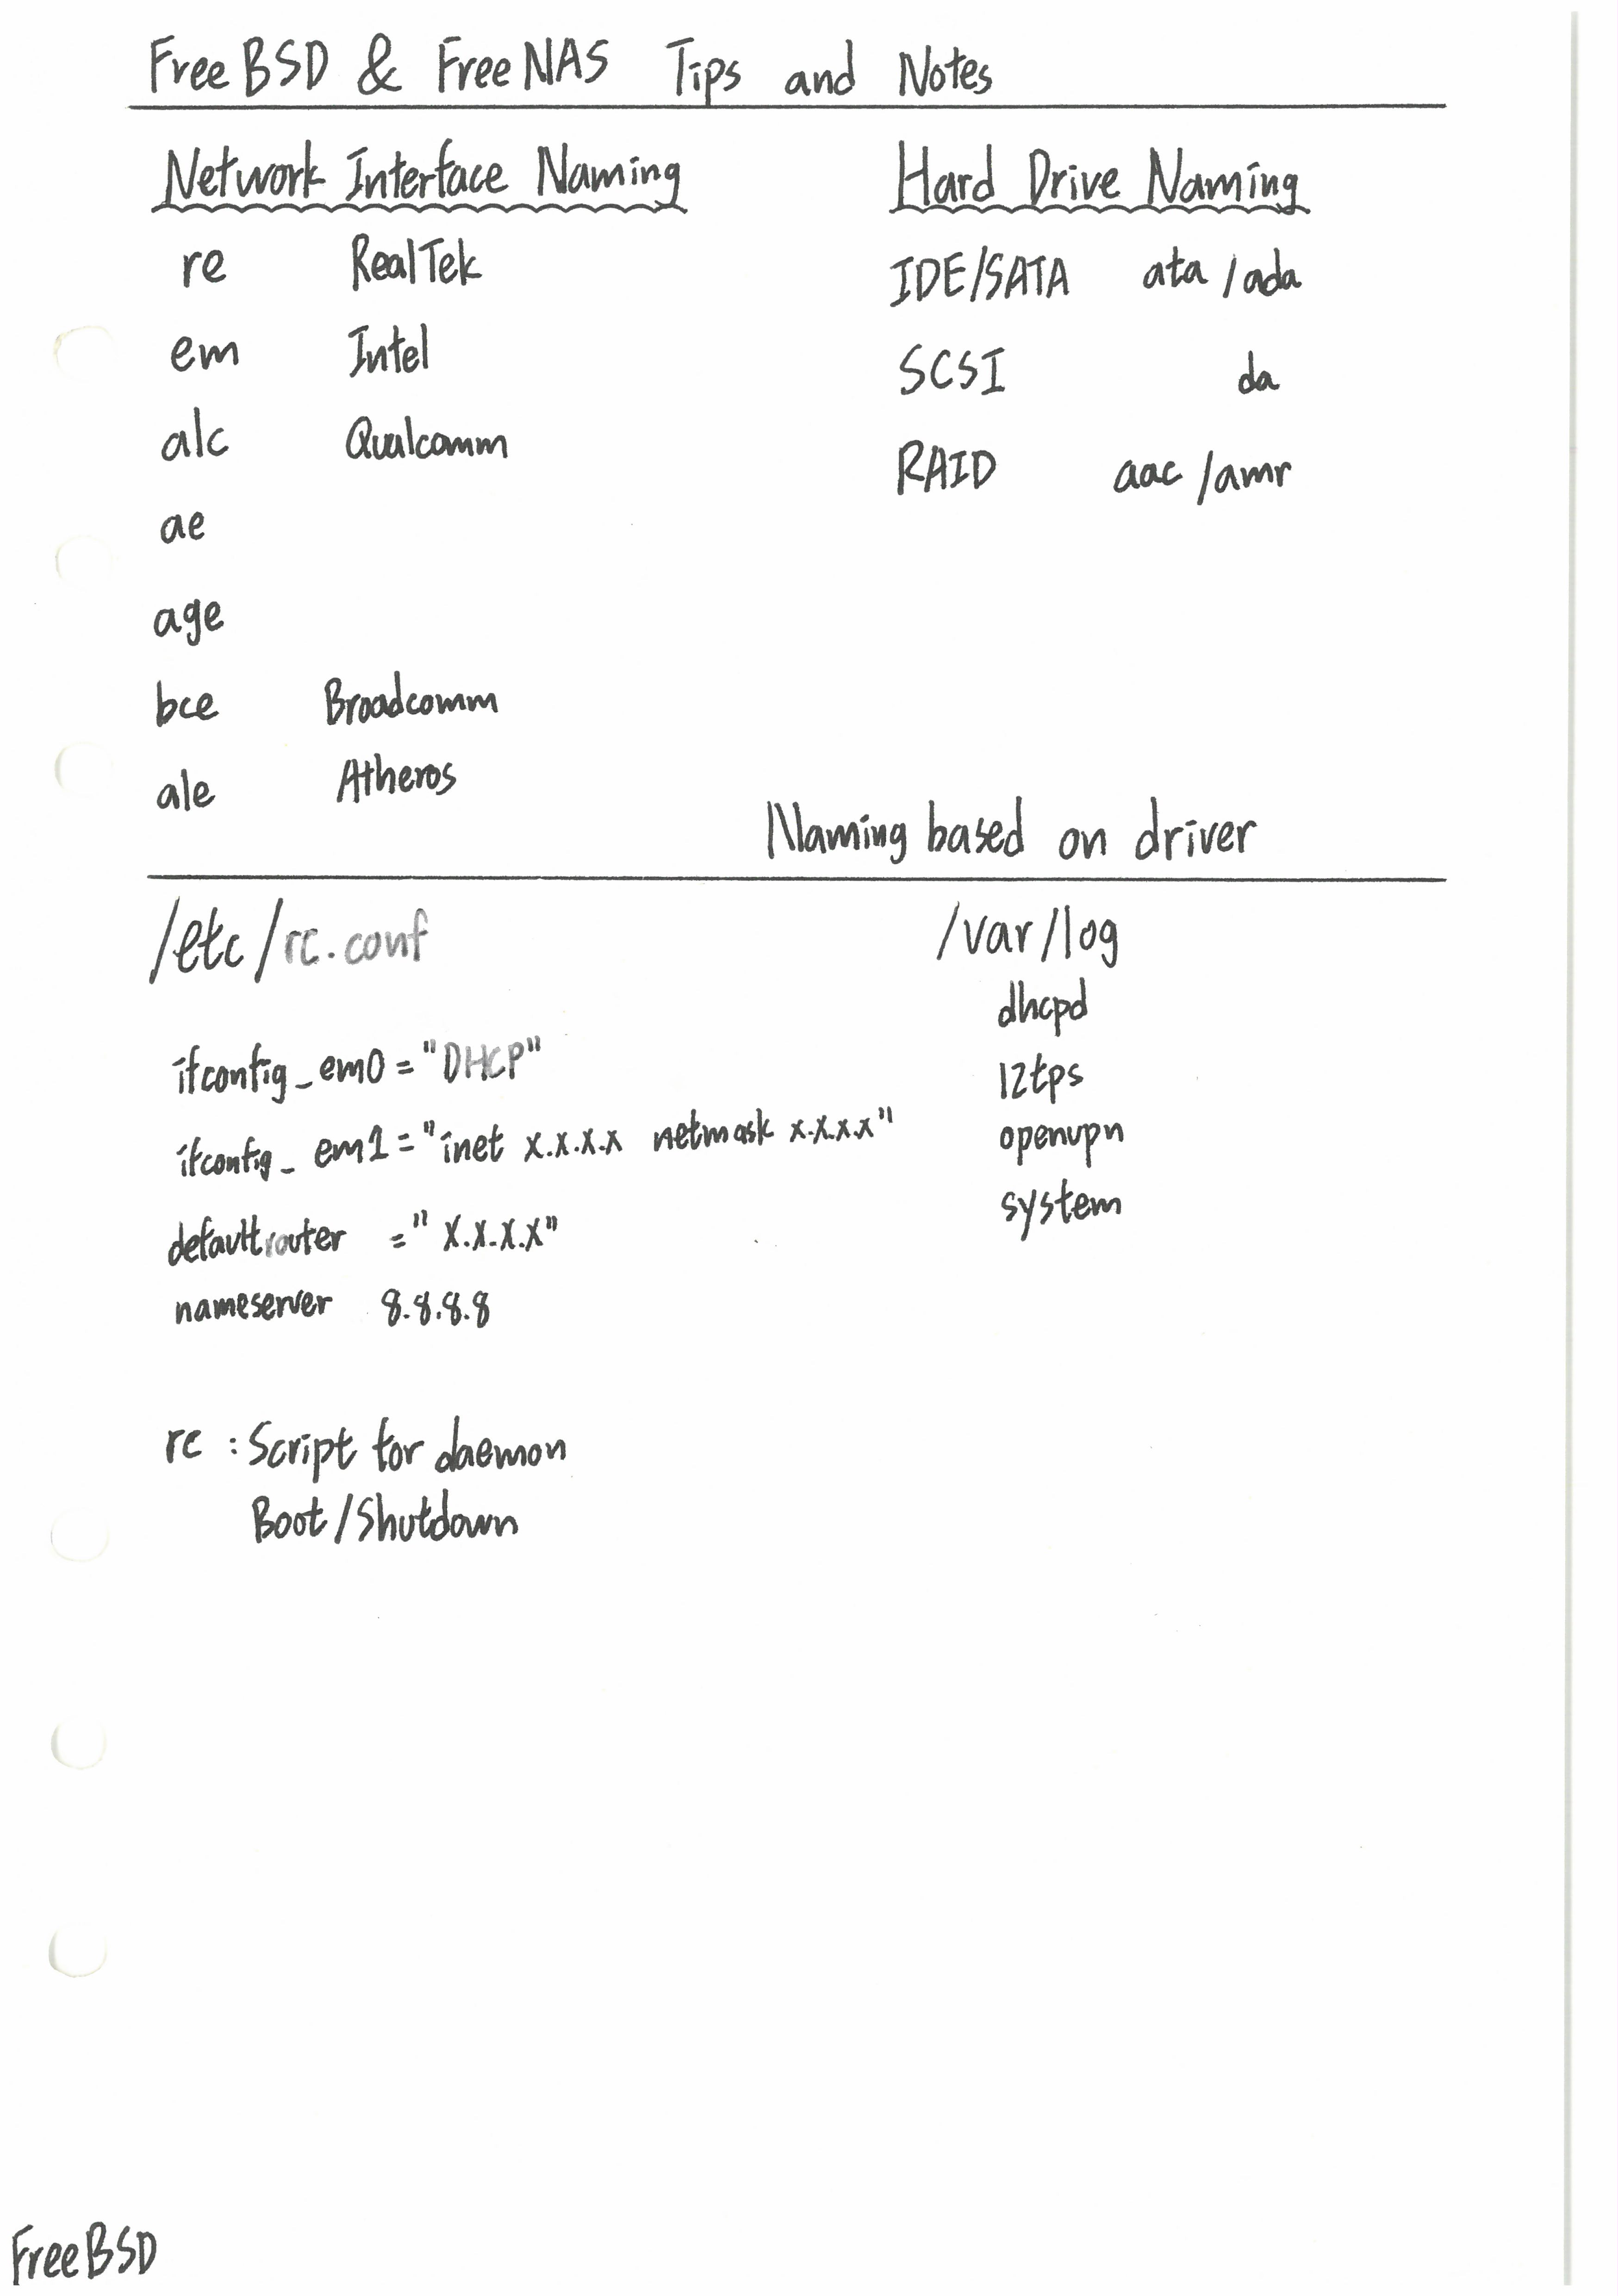 FreeBSD & FreeNAS Tips and Notes
Network Interface Naming
re RealTek
em Intel
alc Qualcomm
ae
age
bce Broadcomm
ale Atheros
Hard Drive Naming
IDE/SATA ata / ada
SCSI da
RAID aac / amr
Naming based on driver
/etc/rc.conf
ifconfig_em0="DHCP"
ifconfig_em1="inet x.x.x.x netmask x.x.x.x"
defaultrouter ="x.x.x.x"
nameserver 8.8.8.8
rc : Script for daemon
Boot/Shutdown
/var/log
dhcpd
l2tps
openvpn
system
FreeBSD